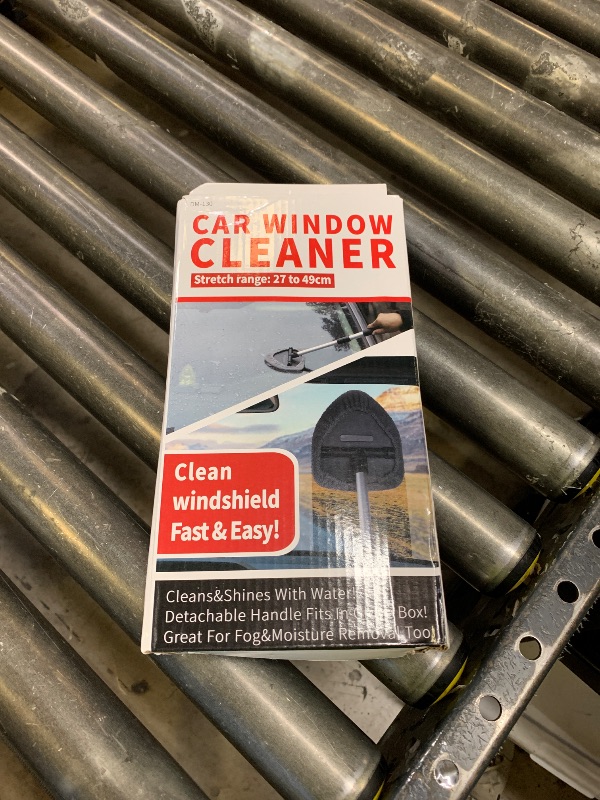 CAR WINDOW
CLEANER
Stretch range: 27 to 49cm
Clean
windshield
Fast & Easy!
Cleans&Shines With Water!
Detachable Handle Fits In Box!
Great For Fog&Moisture Removal Tool